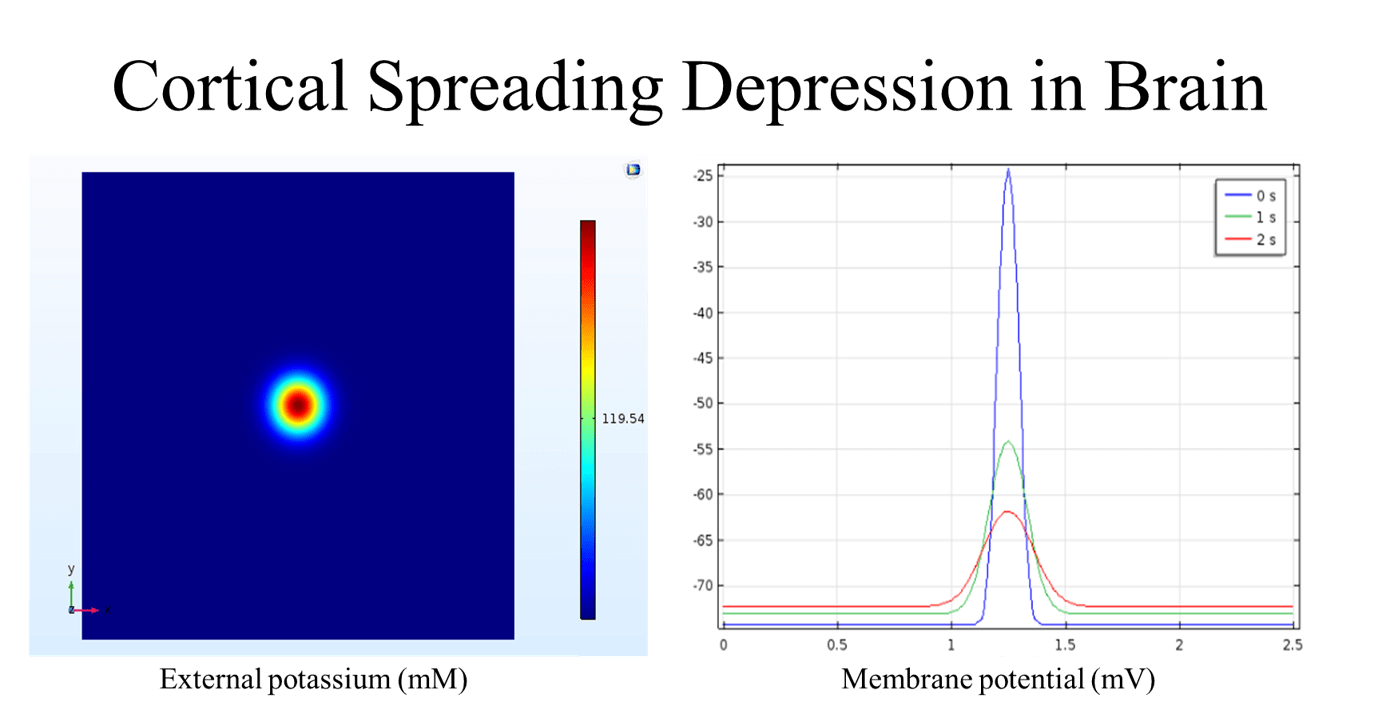 Cortical Spreading Depression in Brain
119.54
y
z
x
External potassium (mM)
-25
-30
-35
-40
-45
-50
-55
-60
-65
-70
0 s
1 s
2 s
0
0.5
1
1.5
2
2.5
Membrane potential (mV)